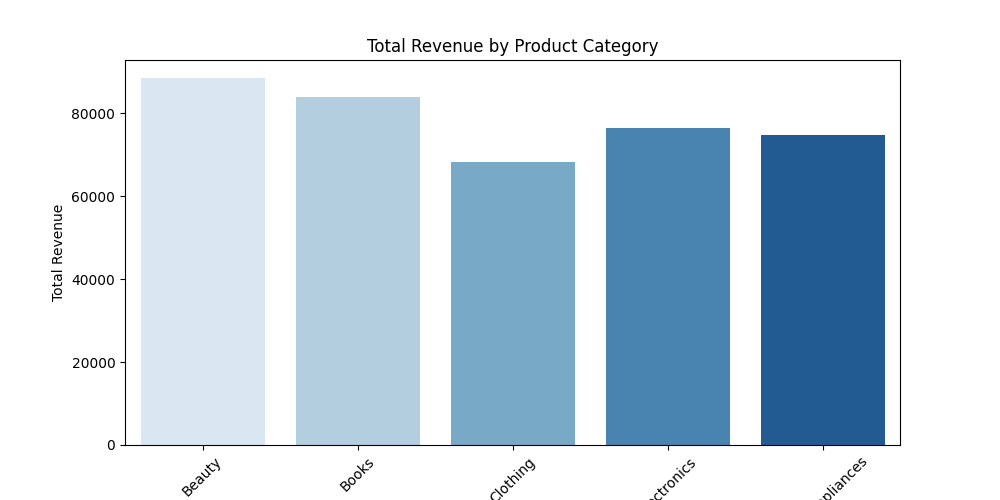 Total Revenue by Product Category
Total Revenue
80000
60000
40000
20000
0
Beauty
Books
Clothing